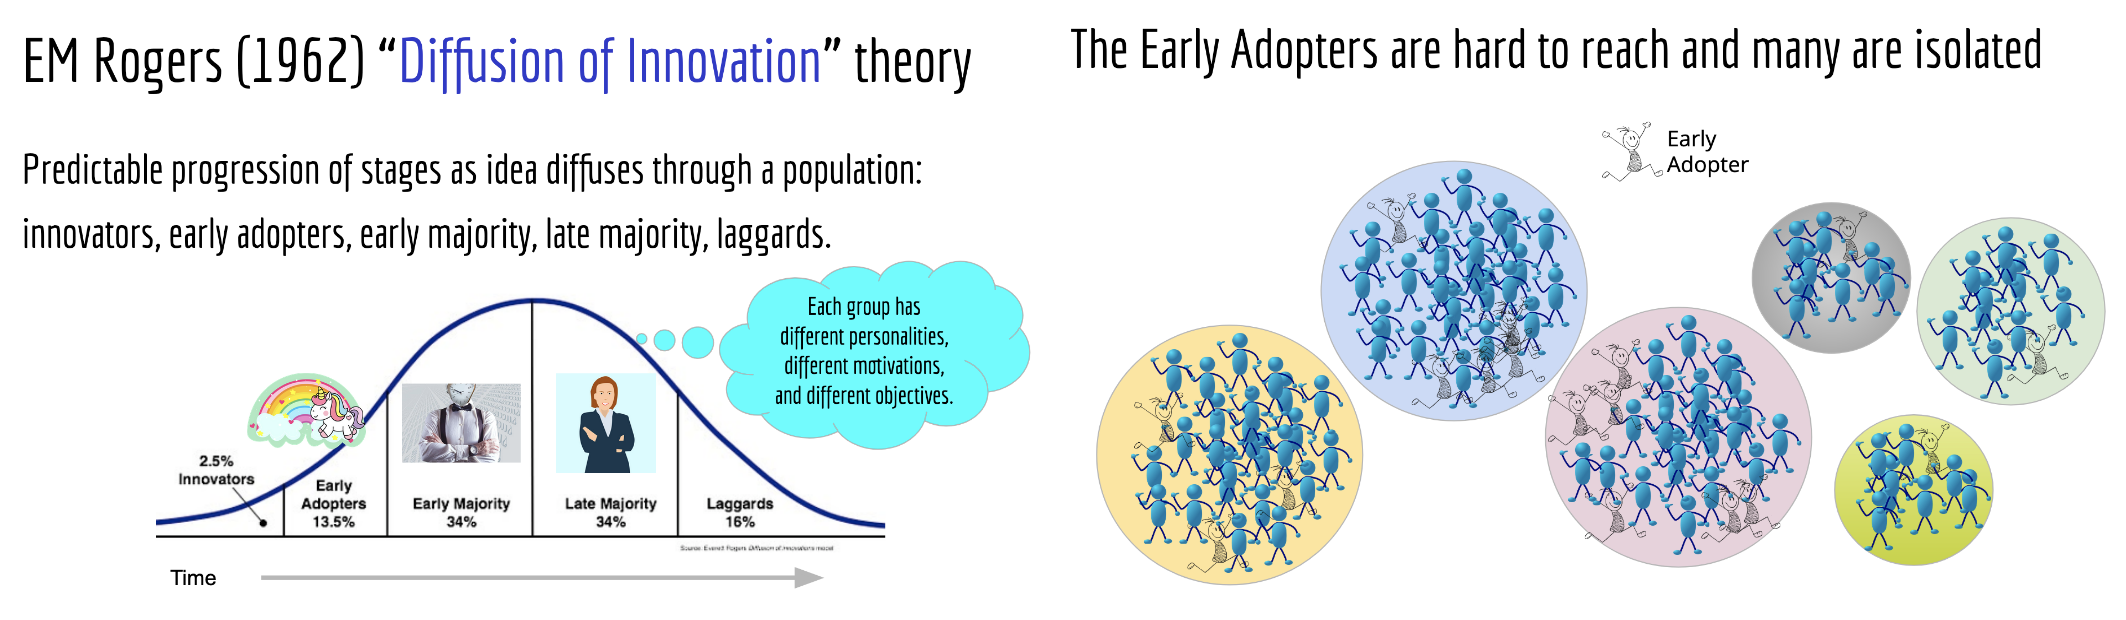 EM Rogers (1962) “Diffusion of Innovation” theory
Predictable progression of stages as idea diffuses through a population:
innovators, early adopters, early majority, late majority, laggards.
Each group has
different personalities,
different motivations,
and different objectives.
2.5%
Innovators
Early
Adopters
13.5%
Early Majority
34%
Late Majority
34%
Laggards
16%
Source: Everett Rogers Diffusion of innovations model
Time
The Early Adopters are hard to reach and many are isolated
Early
Adopter